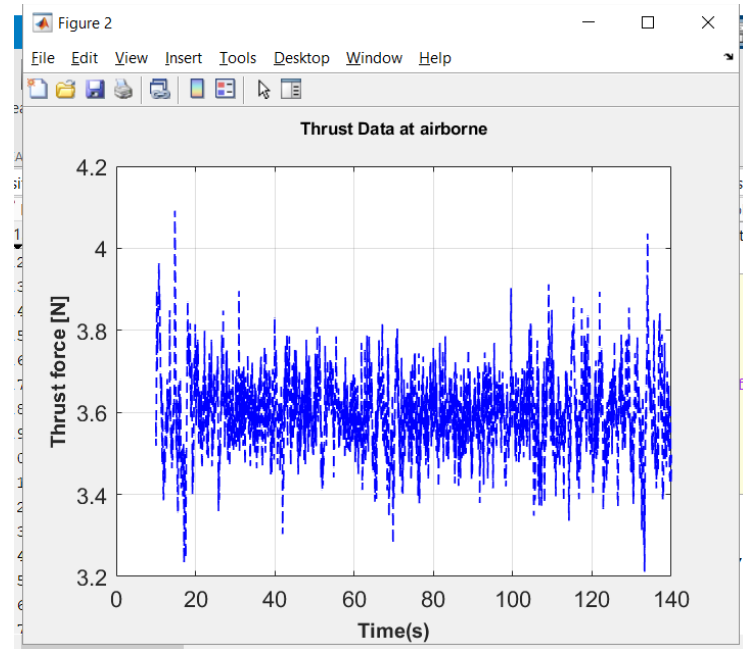 Figure 2
File Edit View Insert Tools Desktop Window Help
Thrust Data at airborne
4.2
4
3.8
3.6
3.4
3.2
Thrust force [N]
0 20 40 60 80 100 120 140
Time(s)